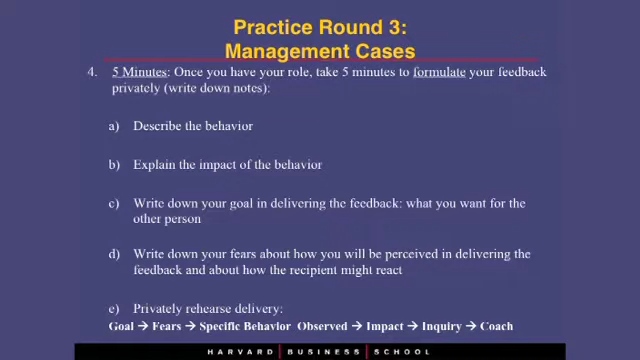 Practice Round 3:
Management Cases
4. 5 Minutes: Once you have your role, take 5 minutes to formulate your feedback
privately (write down notes):
a) Describe the behavior
b) Explain the impact of the behavior
c) Write down your goal in delivering the feedback: what you want for the
other person
d) Write down your fears about how you will be perceived in delivering the
feedback and about how the recipient might react
e) Privately rehearse delivery:
Goal → Fears → Specific Behavior Observed → Impact → Inquiry → Coach
HARVARD BUSINESS SCHOOL